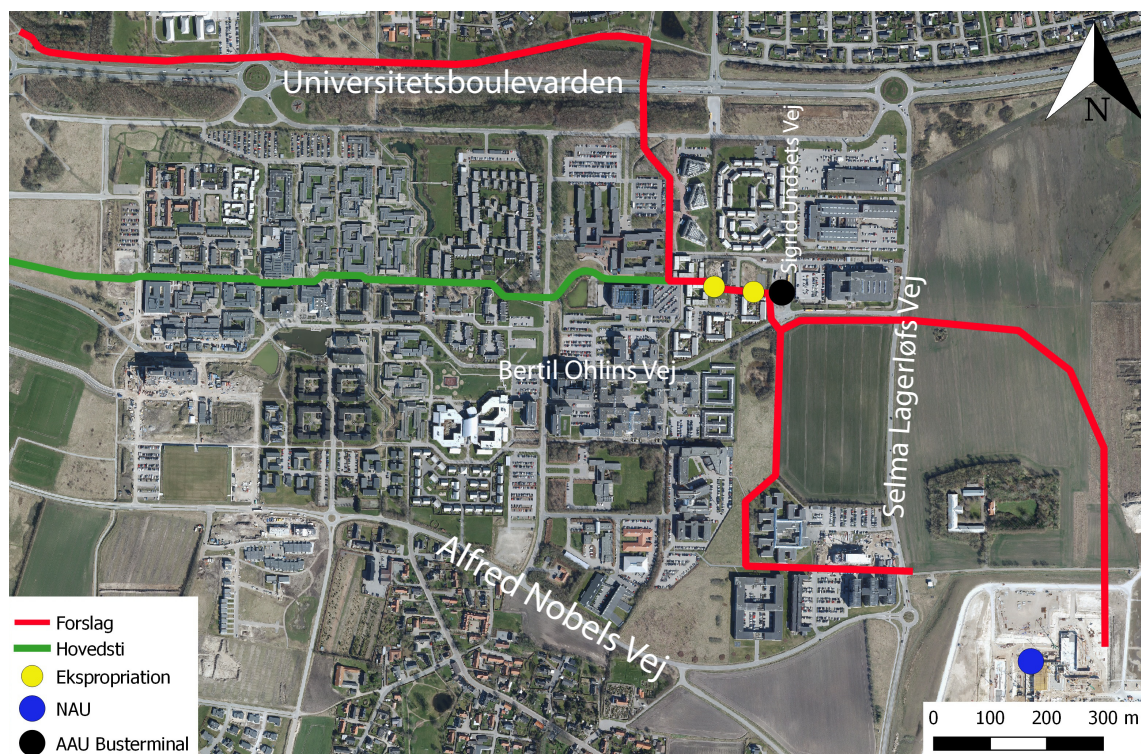 Universitetsboulevarden
N
Sigrid Undsets Vej
Selma Lagerløfs Vej
Bertil Ohlins Vej
Alfred Nobels Vej
Forslag
Hovedsti
Ekspropriation
NAU
AAU Busterminal
0 100 200 300 m